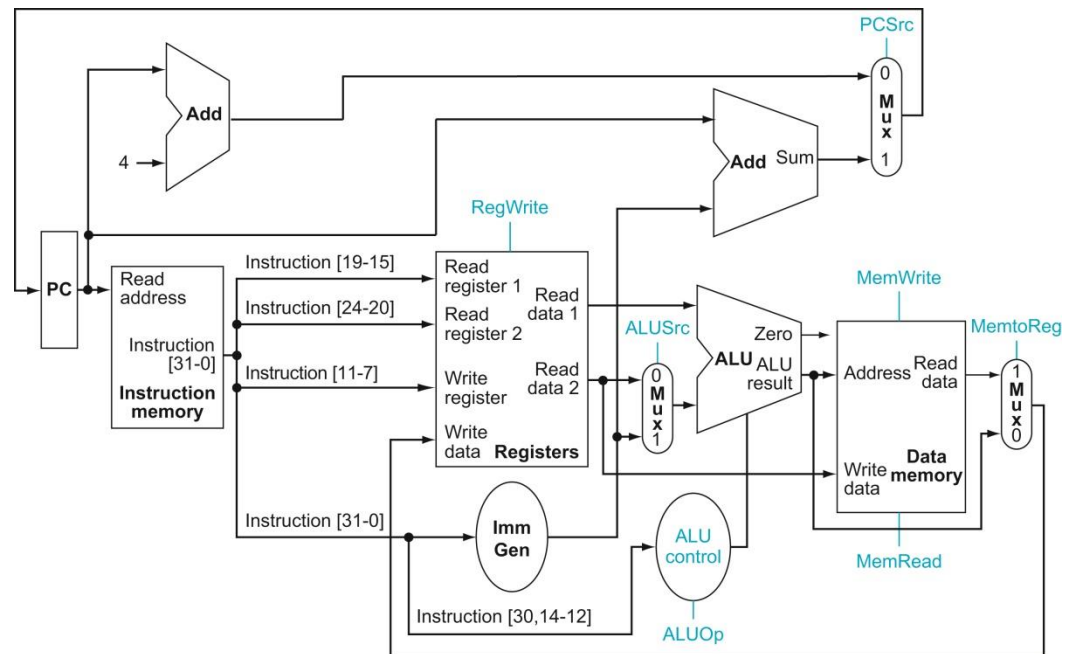 PCSrc
0
Mux
1
Add
4
Add
Sum
RegWrite
PC
Read
address
Instruction
[31-0]
Instruction
memory
Instruction [19-15]
Instruction [24-20]
Instruction [11-7]
Read
register 1
Read
register 2
Write
register
Write
data
Read
data 1
Read
data 2
Registers
ALUSrc
0
Mux
1
Zero
ALU
ALU
result
MemWrite
Address
Read
data
Write
data
Data
memory
MemRead
MemtoReg
1
Mux
0
Instruction [31-0]
Imm
Gen
ALU
control
Instruction [30,14-12]
ALUOp